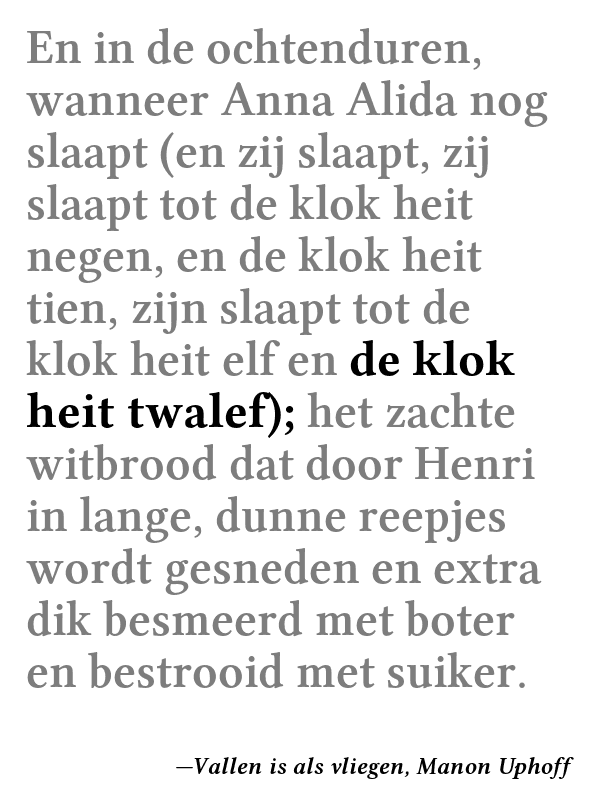 En in de ochtenduren,
wanneer Anna Alida nog
slaapt (en zij slaapt, zij
slaapt tot de klok heit
negen, en de klok heit
tien, zijn slaapt tot de
klok heit elf en de klok
heit twalef); het zachte
witbrood dat door Henri
in lange, dunne reepjes
wordt gesneden en extra
dik besmeerd met boter
en bestrooid met suiker.
—Vallen is als vliegen, Manon Uphoff